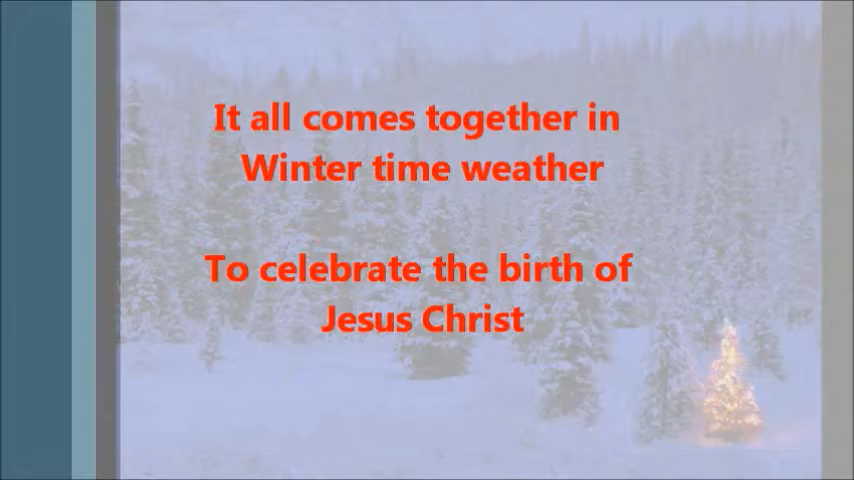 It all comes together in
Winter time weather
To celebrate the birth of
Jesus Christ